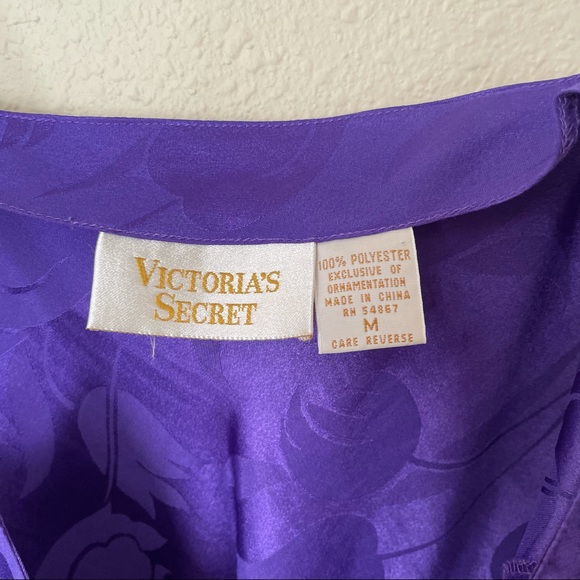 VICTORIA'S
SECRET
100% POLYESTER
EXCLUSIVE OF
ORNAMENTATION
MADE IN CHINA
RN 54867
M
CARE REVERSE